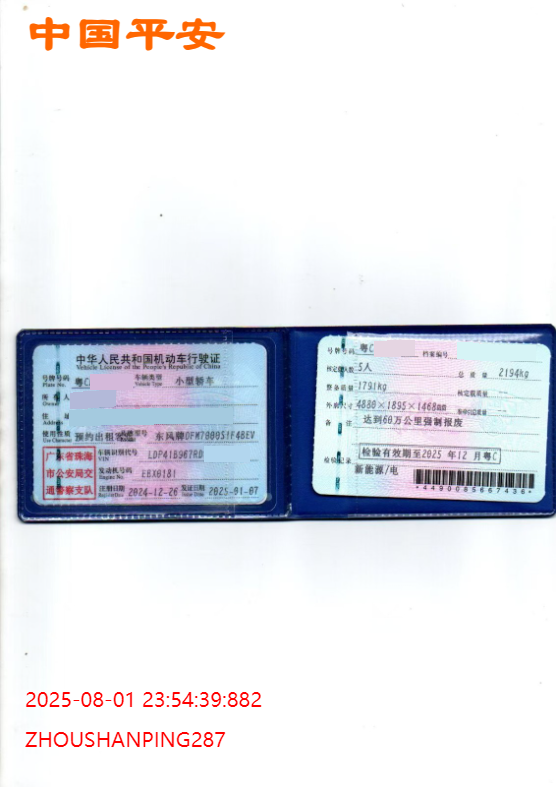 中国平安
中华人民共和国机动车行驶证
Vehicle License of the People's Republic of China
号牌号码 粤C 车辆类型 小型轿车
Plate No. Vehicle Type
所有人
Owner
住址
Address
使用性质 预约出租 东风牌DFM7000S1F4BEV
Use Character
广东省珠海
市公安局交
通警察支队
车辆识别代号
VIN
发动机号码
Engine No.
注册日期 2024-12-26 发证日期 2025-01-07
Register Date Issue Date
号牌号码 粤C 档案编号
核定载人数 5人 总质量 2194kg
整备质量 1791kg 核定载质量
外廓尺寸 4880×1895×1468mm
备注 达到60万公里强制报废
检验记录 检验有效期至2025 年12 月粤C
新能源/电
*4490085667436*
2025-08-01 23:54:39:882
ZHOUSHANPING287